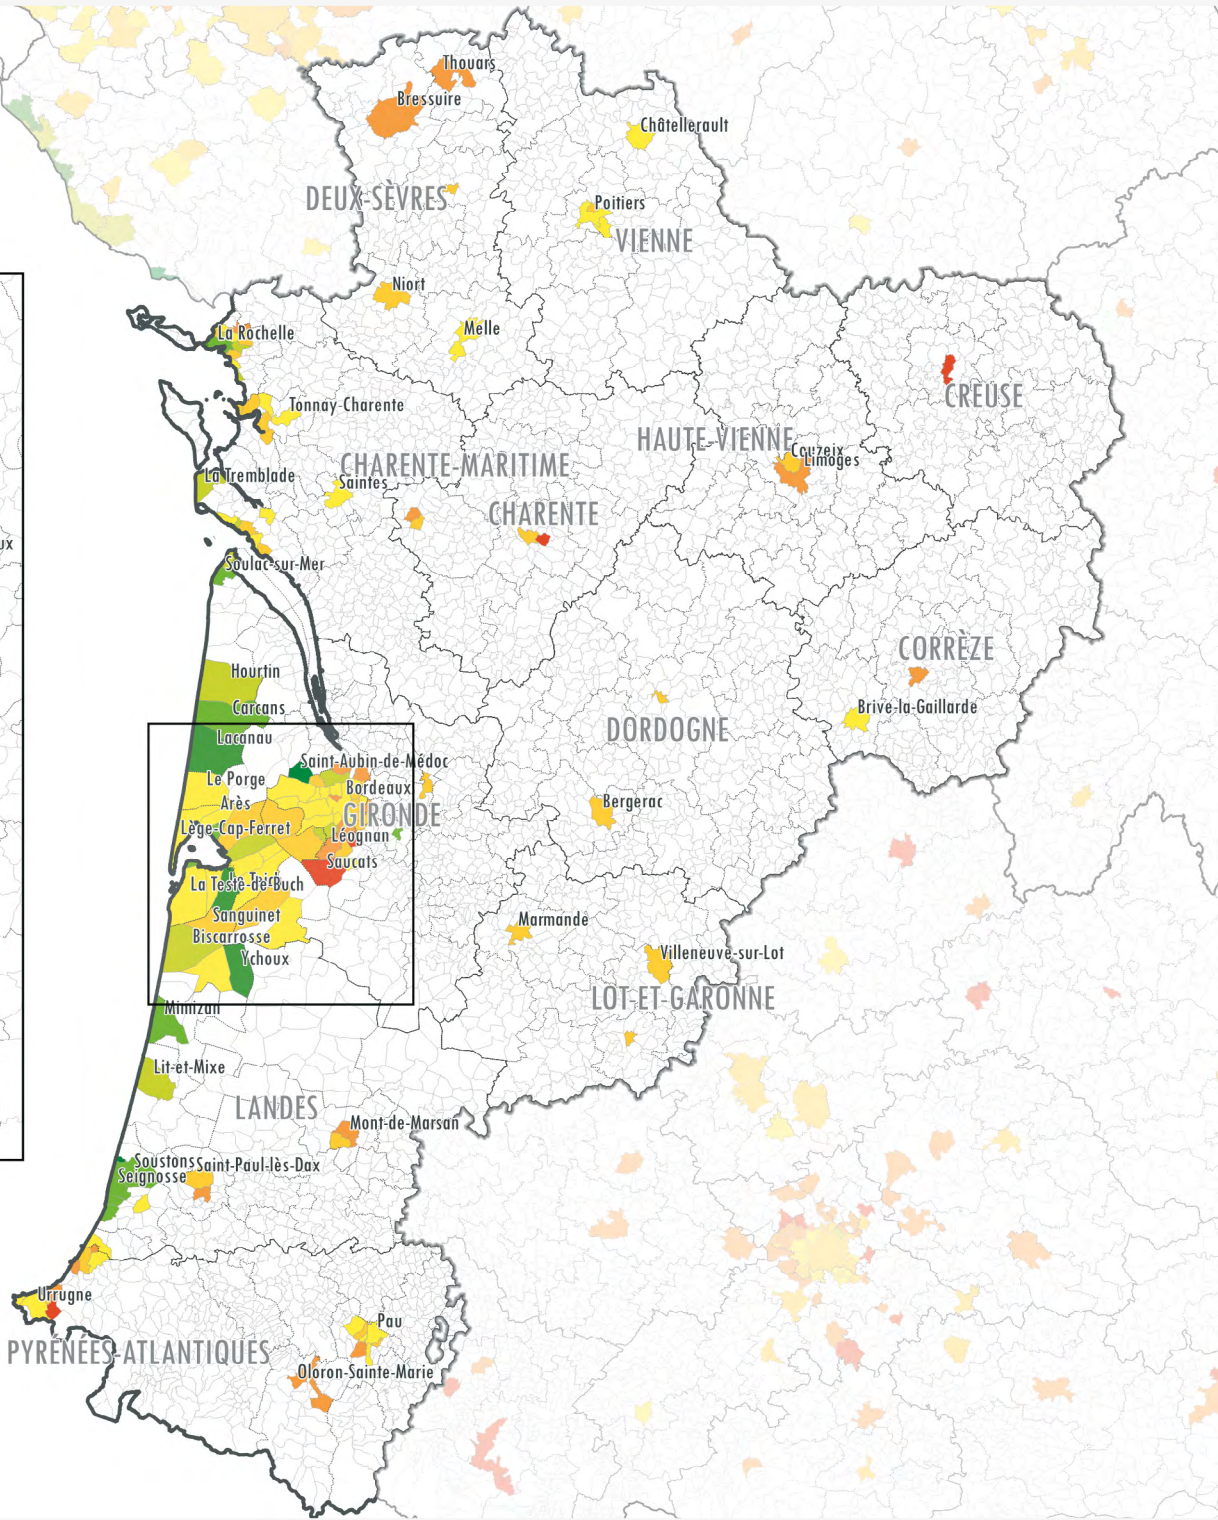 Thouars
Bressuire
Châtellerault
DEUX-SÈVRES
Poitiers
VIENNE
Niort
La Rochelle
Melle
CREUSE
Tonnay-Charente
HAUTE-VIENNE
Couzeix
Limoges
CHARENTE-MARITIME
La Tremblade
Saintes
CHARENTE
ux
Soulac-sur-Mer
CORRÈZE
Hourtin
Carcans
Brive-la-Gaillarde
DORDOGNE
Lacanau
Saint-Aubin-de-Médoc
Le Porge
Bordeaux
Arès
GIRONDE
Bergerac
Lège-Cap-Ferret
Léognan
Saucats
La Teste-de-Buch
Sanguinet
Marmande
Biscarrosse
Ychoux
Villeneuve-sur-Lot
LOT-ET-GARONNE
Mimizan
Lit-et-Mixe
LANDES
Mont-de-Marsan
Soustons
Saint-Paul-lès-Dax
Seignosse
Urrugne
Pau
PYRÉNÉES-ATLANTIQUES
Oloron-Sainte-Marie